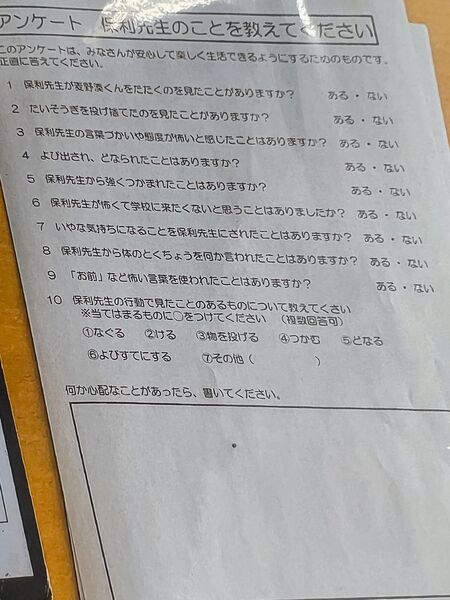 アンケート 保利先生のことを教えてください
このアンケートは、みなさんが安心して楽しく生活できるようにするためのものです。
正直に答えてください。
1 保利先生が麦野湊くんをたたくのを見たことがありますか? ある・ない
2 たいそうぎを投げ捨てたのを見たことがありますか? ある・ない
3 保利先生の言葉づかいや態度が怖いと感じたことはありますか? ある・ない
4 よび出され、どなられたことはありますか? ある・ない
5 保利先生から強くつかまれたことはありますか? ある・ない
6 保利先生が怖くて学校に来たくないと思うことはありましたか? ある・ない
7 いやな気持ちになることを保利先生にされたことはありますか? ある・ない
8 保利先生から体のとくちょうを何か言われたことはありますか? ある・ない
9 「お前」など怖い言葉を使われたことはありますか? ある・ない
10 保利先生の行動で見たことのあるものについて教えてください
※当てはまるものに○をつけてください (複数回答可)
①なぐる ②ける ③物を投げる ④つかむ ⑤どなる
⑥よびすてにする ⑦その他( )
何か心配なことがあったら、書いてください。